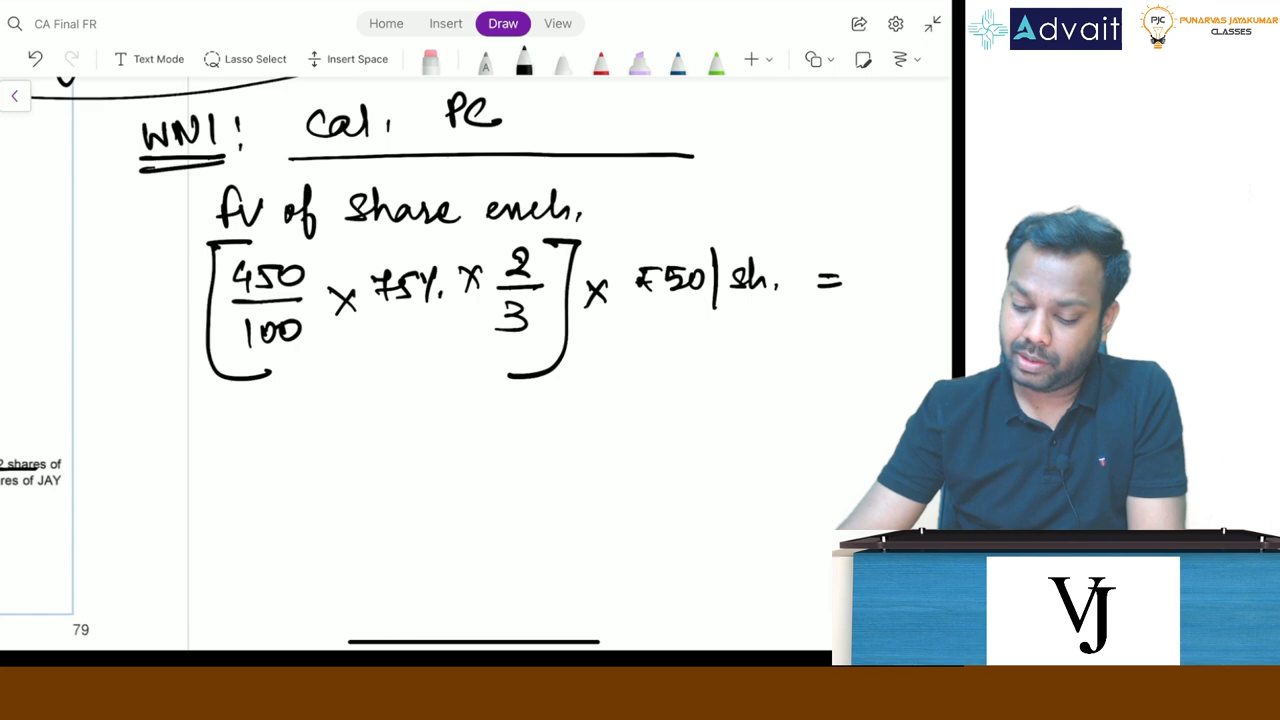 CA Final FR
Home Insert Draw View
Text Mode Lasso Select Insert Space
Advait
PJC PUNARVAS JAYAKUMAR
CLASSES
WN1: Cal. PC
FV of Share exch.
[450/100 × 75% × 2/3] × ₹50/sh. =
2 shares of
res of JAY
79
VJ